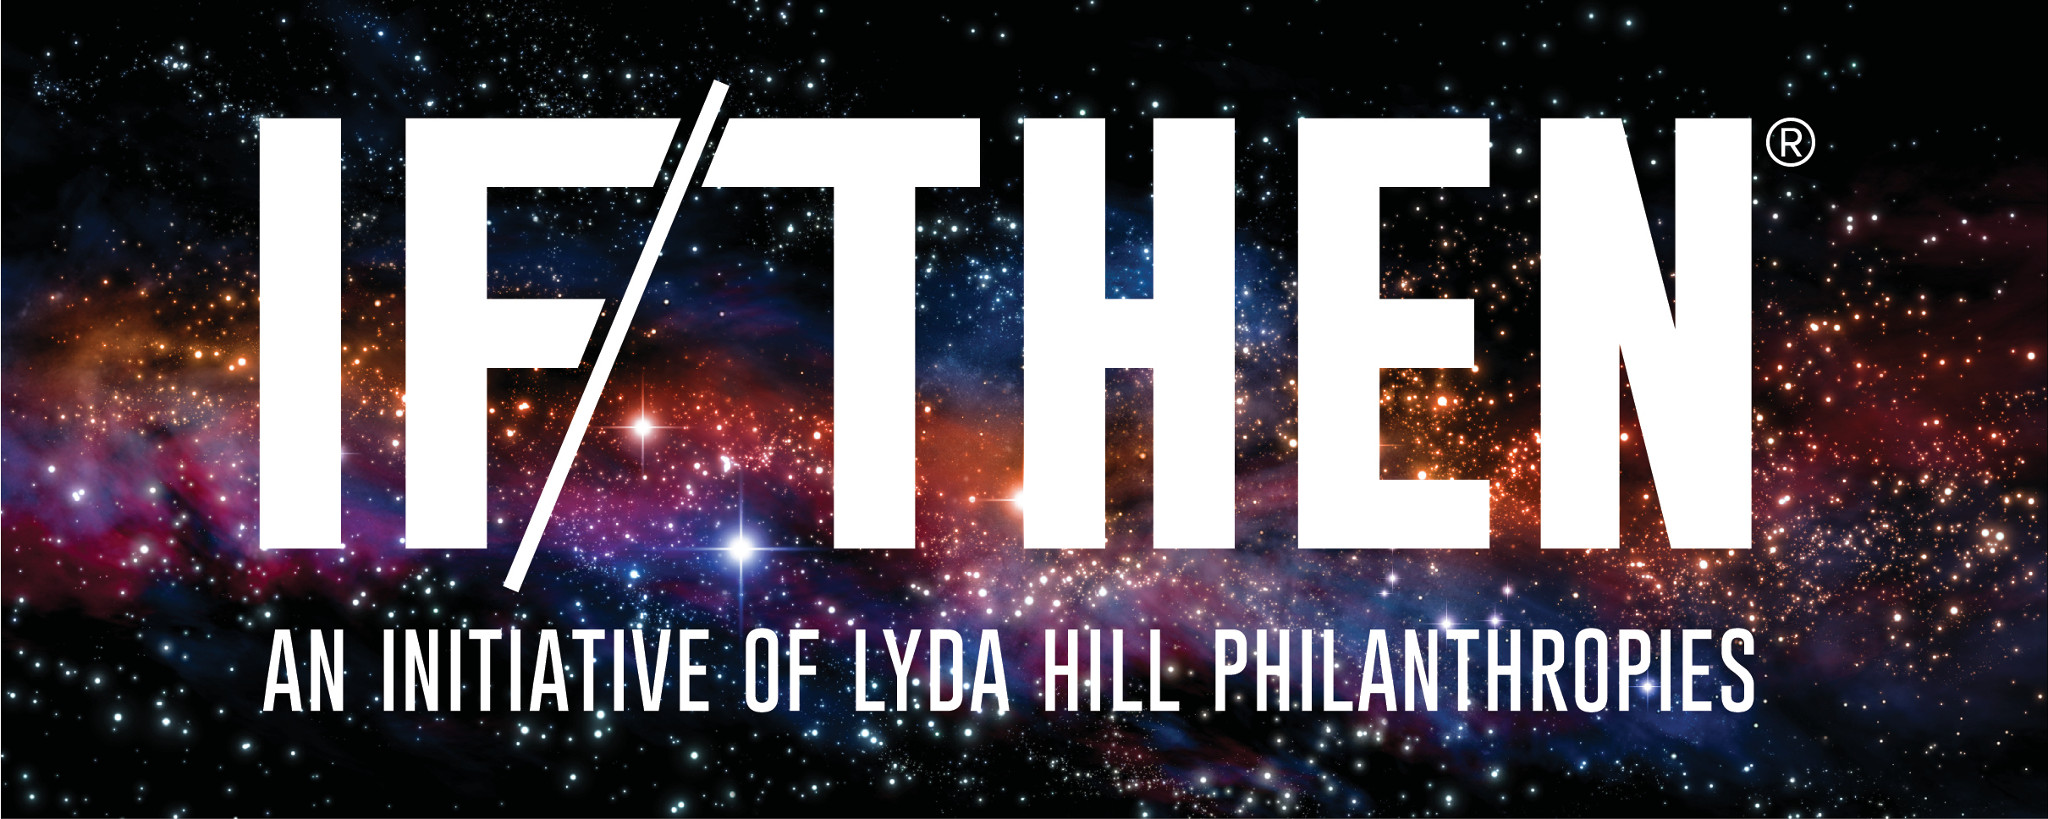 IF/THEN®
AN INITIATIVE OF LYDA HILL PHILANTHROPIES